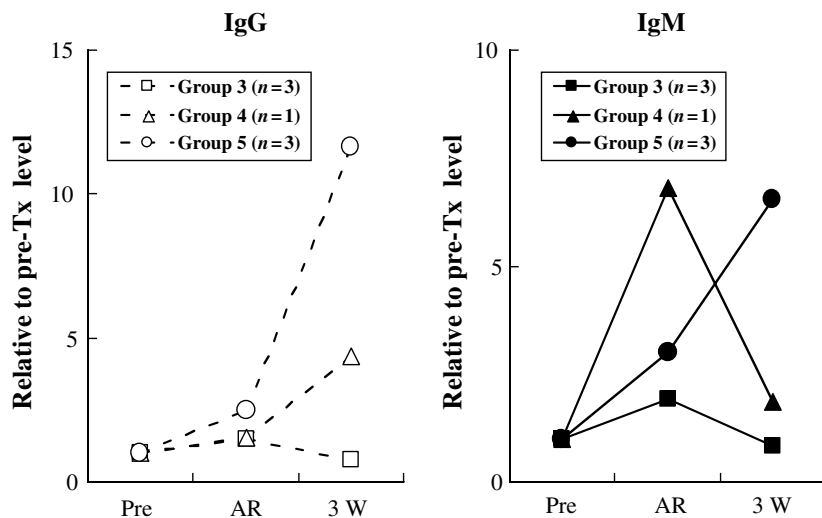 IgG
15
10
5
0
Relative to pre-Tx level
Group 3 (n=3)
Group 4 (n=1)
Group 5 (n=3)
Pre AR 3 W
IgM
10
5
0
Relative to pre-Tx level
Group 3 (n=3)
Group 4 (n=1)
Group 5 (n=3)
Pre AR 3 W